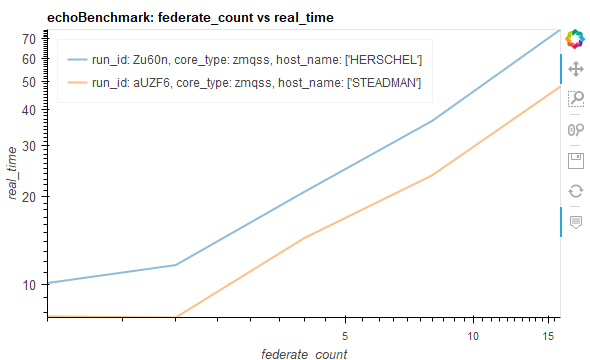 echoBenchmark: federate_count vs real_time
run_id: Zu60n, core_type: zmqss, host_name: ['HERSCHEL']
run_id: aUZF6, core_type: zmqss, host_name: ['STEADMAN']
70
60
50
40
30
20
10
real_time
5
10
15
federate_count